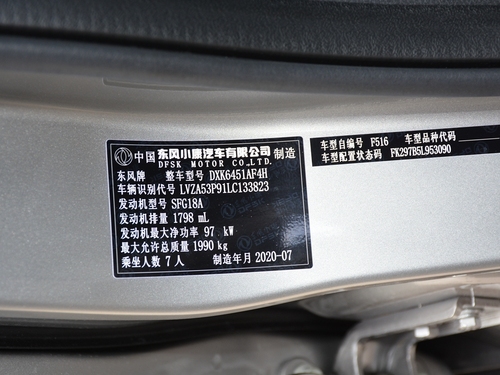 中国东风小康汽车有限公司制造
DFSK MOTOR CO.,LTD.
东风牌 整车型号 DXK6451AF4H
车辆识别代号 LVZA53P91LC133823
发动机型号 SFG18A
发动机排量 1798 mL
发动机最大净功率 97 kW
最大允许总质量 1990 kg
乘坐人数 7人 制造年月 2020-07
车型自编号 F516 车型品种代码
车型配置状态码 FK297B5L953090